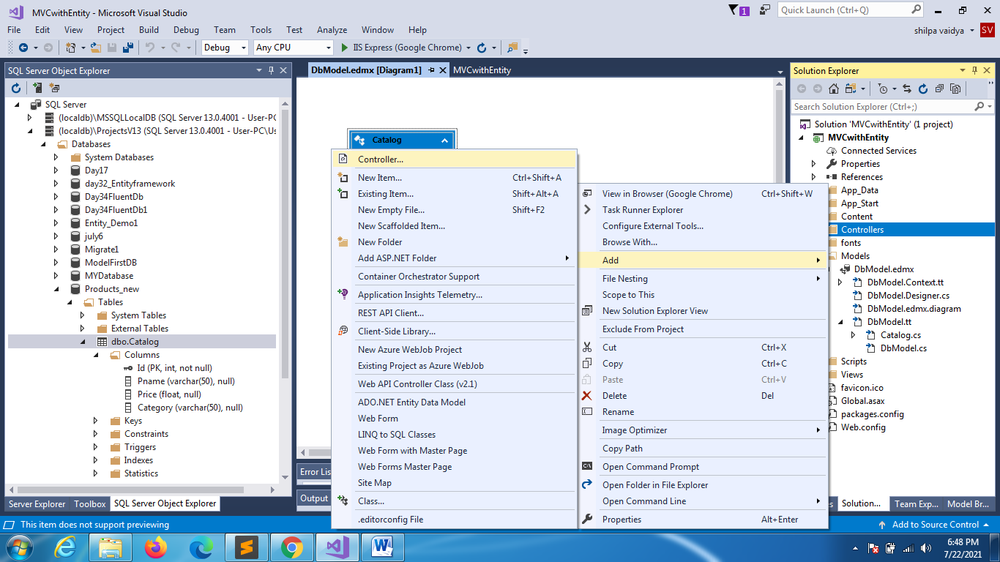 MVCwithEntity - Microsoft Visual Studio
1
Quick Launch (Ctrl+Q)
File Edit View Project Build Debug Team Tools Test Analyze Window Help
shilpa vaidya
SV
Debug
Any CPU
IIS Express (Google Chrome)
SQL Server Object Explorer
SQL Server
(localdb)\MSSQLLocalDB (SQL Server 13.0.4001 - User-PC
(localdb)\ProjectsV13 (SQL Server 13.0.4001 - User-PC\Us
Databases
System Databases
Day17
day32_Entityframework
Day34FluentDb
Day34FluentDb1
Entity_Demo1
july6
Migrate1
ModelFirstDB
MYDatabase
Products_new
Tables
System Tables
External Tables
dbo.Catalog
Columns
Id (PK, int, not null)
Pname (varchar(50), null)
Price (float, null)
Category (varchar(50), null)
Keys
Constraints
Triggers
Indexes
Statistics
Server Explorer Toolbox SQL Server Object Explorer
DbModel.edmx [Diagram1]
MVCwithEntity
Catalog
Error Lis
Output
Controller...
New Item... Ctrl+Shift+A
Existing Item... Shift+Alt+A
New Empty File... Shift+F2
New Scaffolded Item...
New Folder
Add ASP.NET Folder
Container Orchestrator Support
Application Insights Telemetry...
REST API Client...
Client-Side Library...
New Azure WebJob Project
Existing Project as Azure WebJob
Web API Controller Class (v2.1)
ADO.NET Entity Data Model
Web Form
LINQ to SQL Classes
Web Form with Master Page
Web Forms Master Page
Site Map
Class...
.editorconfig File
View in Browser (Google Chrome) Ctrl+Shift+W
Task Runner Explorer
Configure External Tools...
Browse With...
Add
File Nesting
Scope to This
New Solution Explorer View
Exclude From Project
Cut Ctrl+X
Copy Ctrl+C
Paste Ctrl+V
Delete Del
Rename
Image Optimizer
Copy Path
C:\
Open Command Prompt
Open Folder in File Explorer
Open Command Line
Properties Alt+Enter
Solution Explorer
Search Solution Explorer (Ctrl+;)
Solution 'MVCwithEntity' (1 project)
MVCwithEntity
Connected Services
Properties
References
App_Data
App_Start
Content
Controllers
fonts
Models
DbModel.edmx
DbModel.Context.tt
DbModel.Designer.cs
DbModel.edmx.diagram
DbModel.tt
Catalog.cs
DbModel.cs
Scripts
Views
favicon.ico
Global.asax
packages.config
Web.config
s Solution... Team Exp... Model Br...
This item does not support previewing
Add to Source Control
6:48 PM
7/22/2021